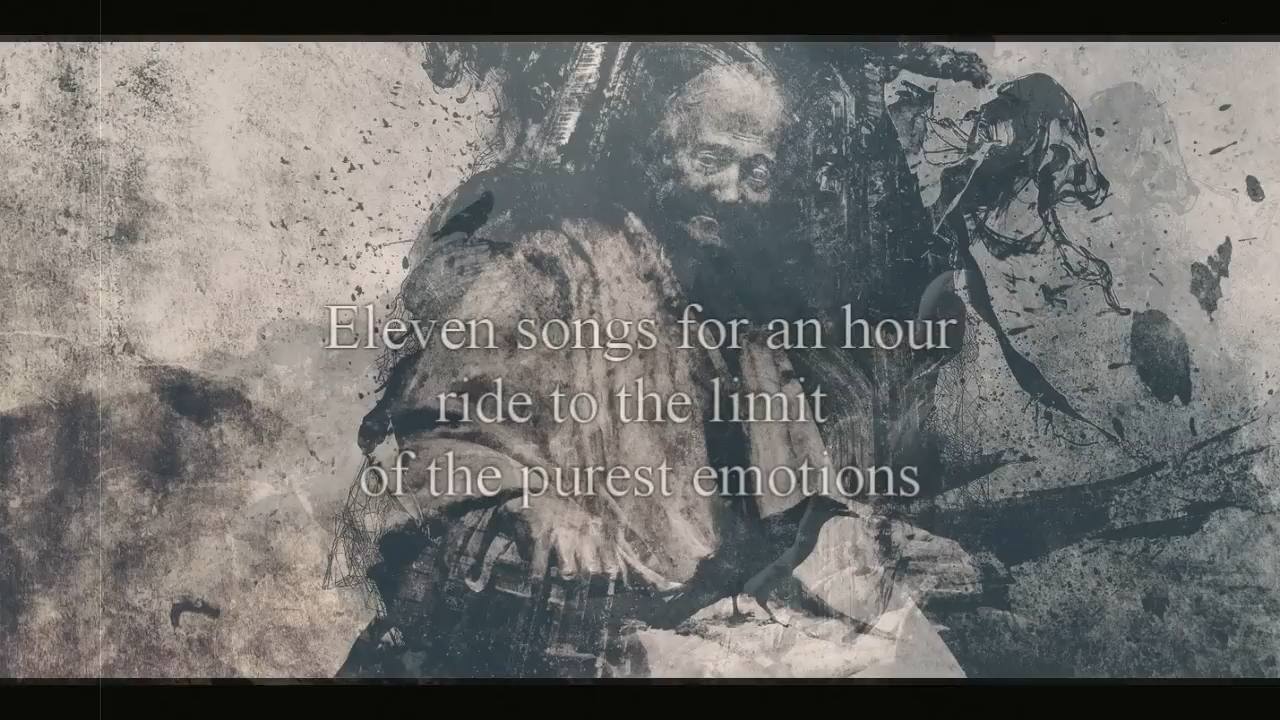 Eleven songs for an hour
ride to the limit
of the purest emotions